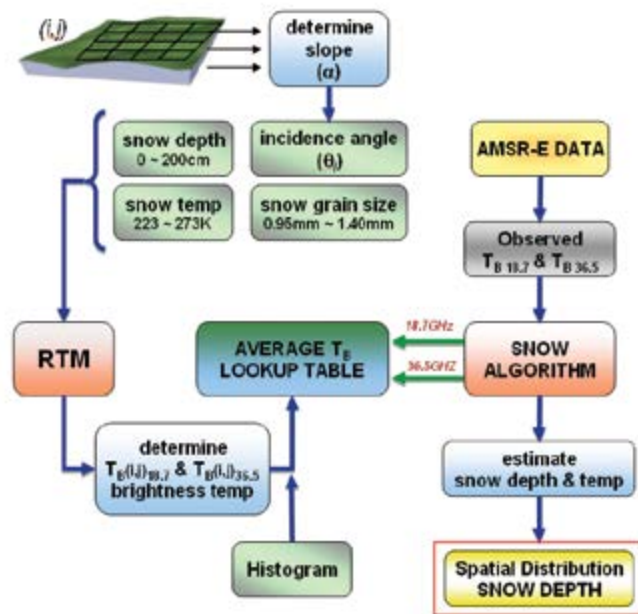 (i,j)
determine
slope
(α)
snow depth
0 ~ 200cm
incidence angle
(θi)
AMSR-E DATA
snow temp
223 ~ 273K
snow grain size
0.95mm ~ 1.40mm
Observed
TB 18.7 & TB 36.5
RTM
AVERAGE TB
LOOKUP TABLE
18.7GHz
36.5GHZ
SNOW
ALGORITHM
determine
TB(i,j)18.7 & TB(i,j)36.5
brightness temp
estimate
snow depth & temp
Histogram
Spatial Distribution
SNOW DEPTH